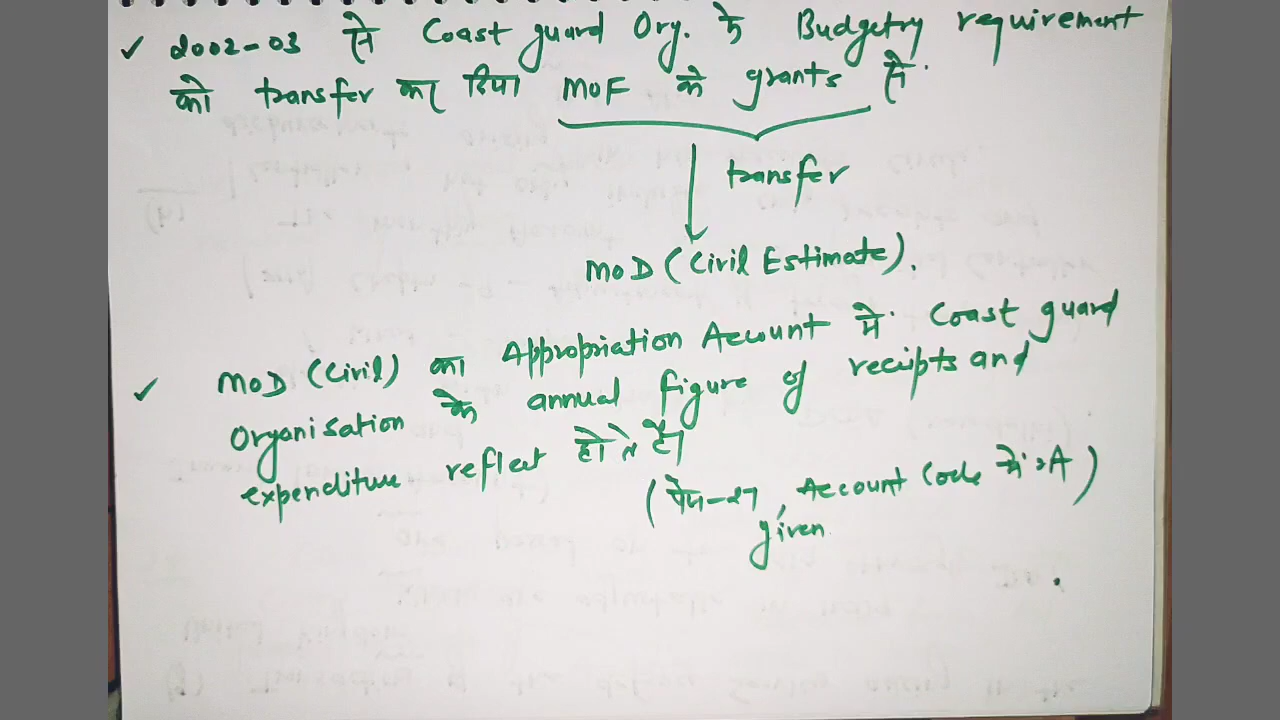 ✓ 2002-03 से Coast guard Org. के Budgetry requirement
को transfer कर दिया MOF के grants से
transfer
MOD (Civil Estimate).
✓ MOD (Civil) का Appropriation Account में Coast guard
Organisation के annual figure of recipts and
expenditure reflect होते हैं।
(पेज-27, Account Code में A)
given